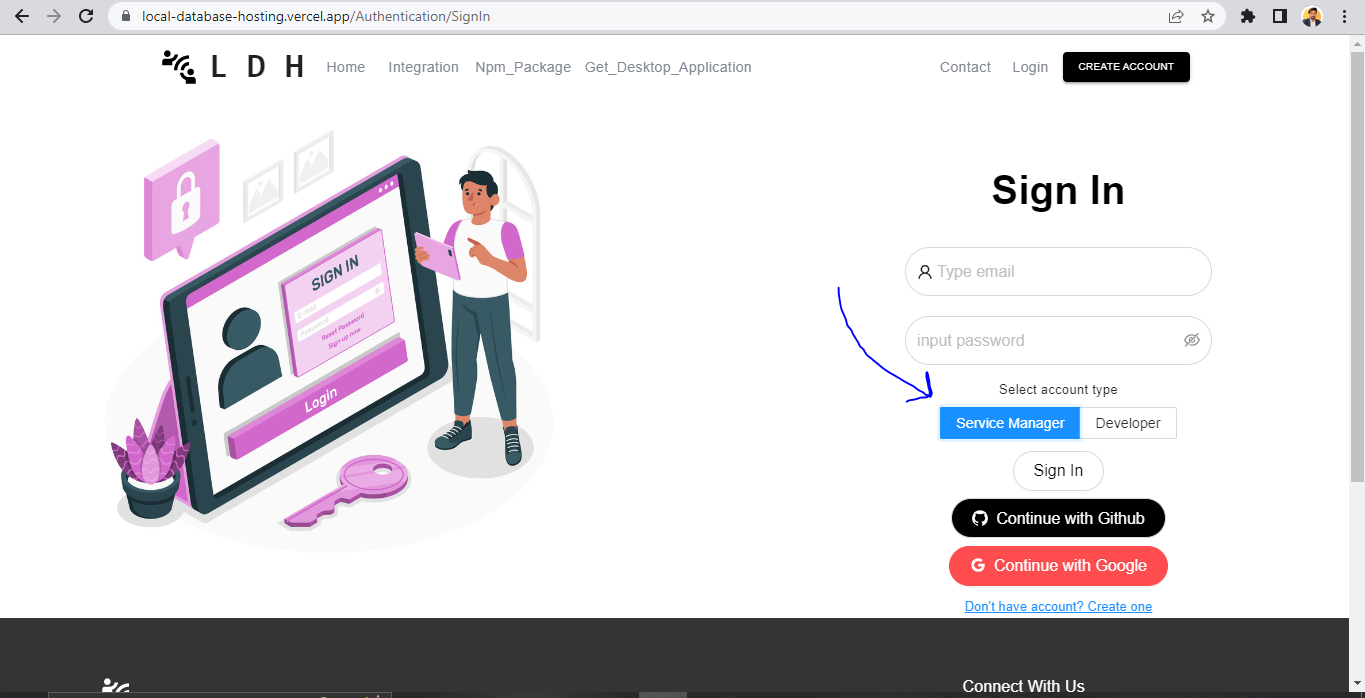 local-database-hosting.vercel.app/Authentication/SignIn
L D H Home Integration Npm_Package Get_Desktop_Application Contact Login CREATE ACCOUNT
SIGN IN
E-mail
Password
Reset Password
Sign up now
Login
Sign In
Type email
input password
Select account type
Service Manager Developer
Sign In
Continue with Github
Continue with Google
Don't have account? Create one
Connect With Us